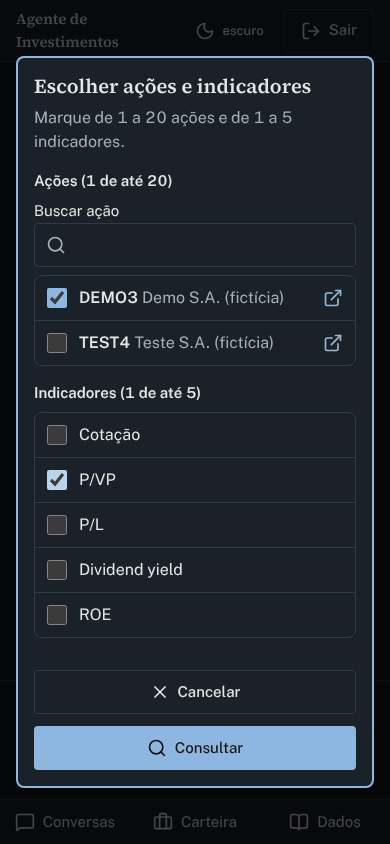 Agente de
Investimentos
escuro
Sair
Escolher ações e indicadores
Marque de 1 a 20 ações e de 1 a 5
indicadores.
Ações (1 de até 20)
Buscar ação
DEMO3 Demo S.A. (fictícia)
TEST4 Teste S.A. (fictícia)
Indicadores (1 de até 5)
Cotação
P/VP
P/L
Dividend yield
ROE
Cancelar
Consultar
Conversas
Carteira
Dados